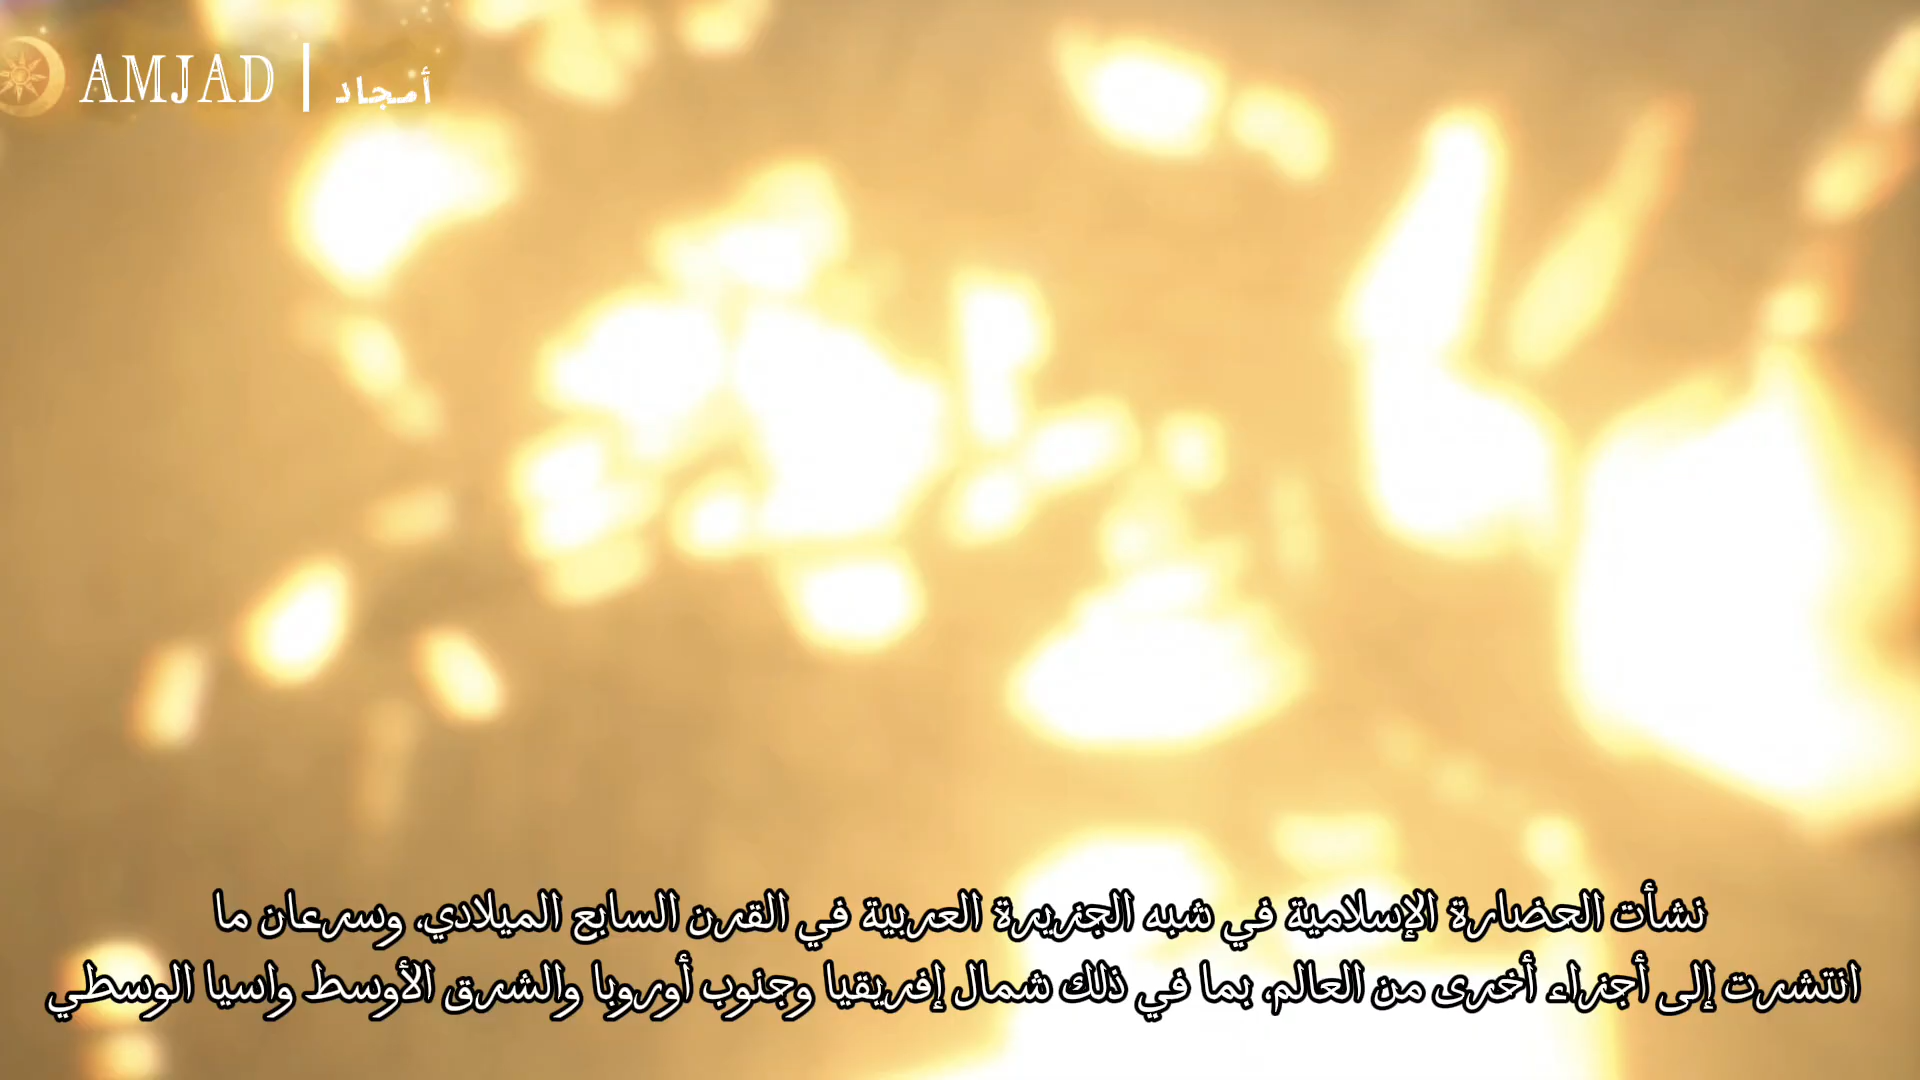 AMJAD | أمجاد
نشأت الحضارة الإسلامية في شبه الجزيرة العربية في القرن السابع الميلادي، وسرعان ما
انتشرت إلى أجزاء أخرى من العالم، بما في ذلك شمال إفريقيا وجنوب أوروبا والشرق الأوسط واسيا الوسطي